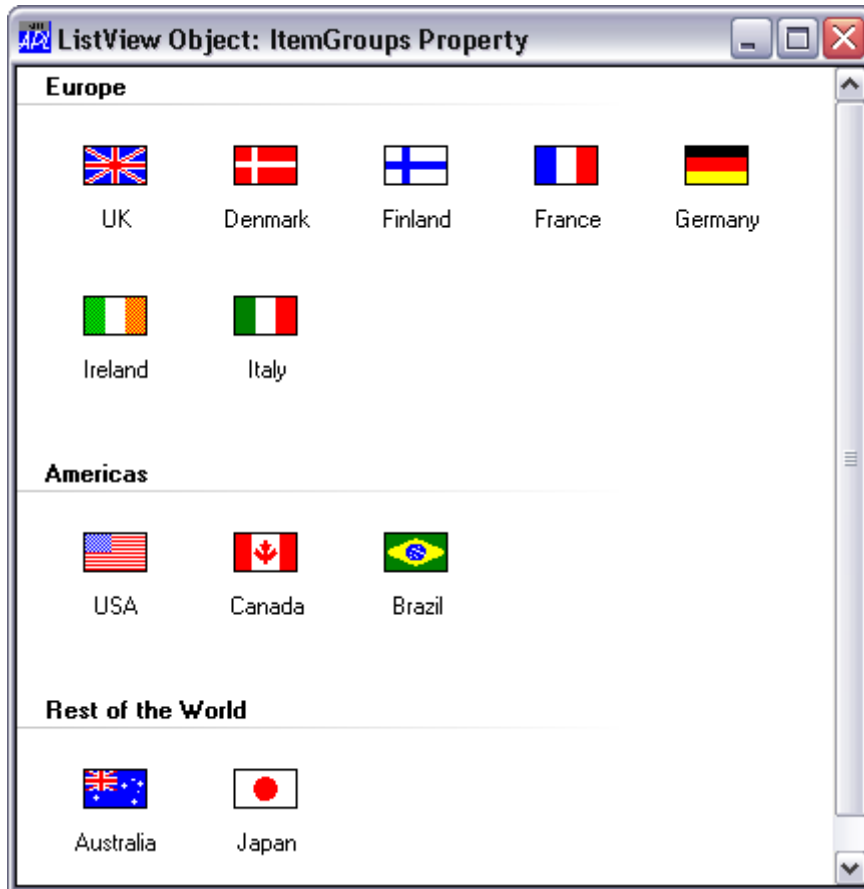 APL ListView Object: ItemGroups Property
Europe
UK Denmark Finland France Germany
Ireland Italy
Americas
USA Canada Brazil
Rest of the World
Australia Japan